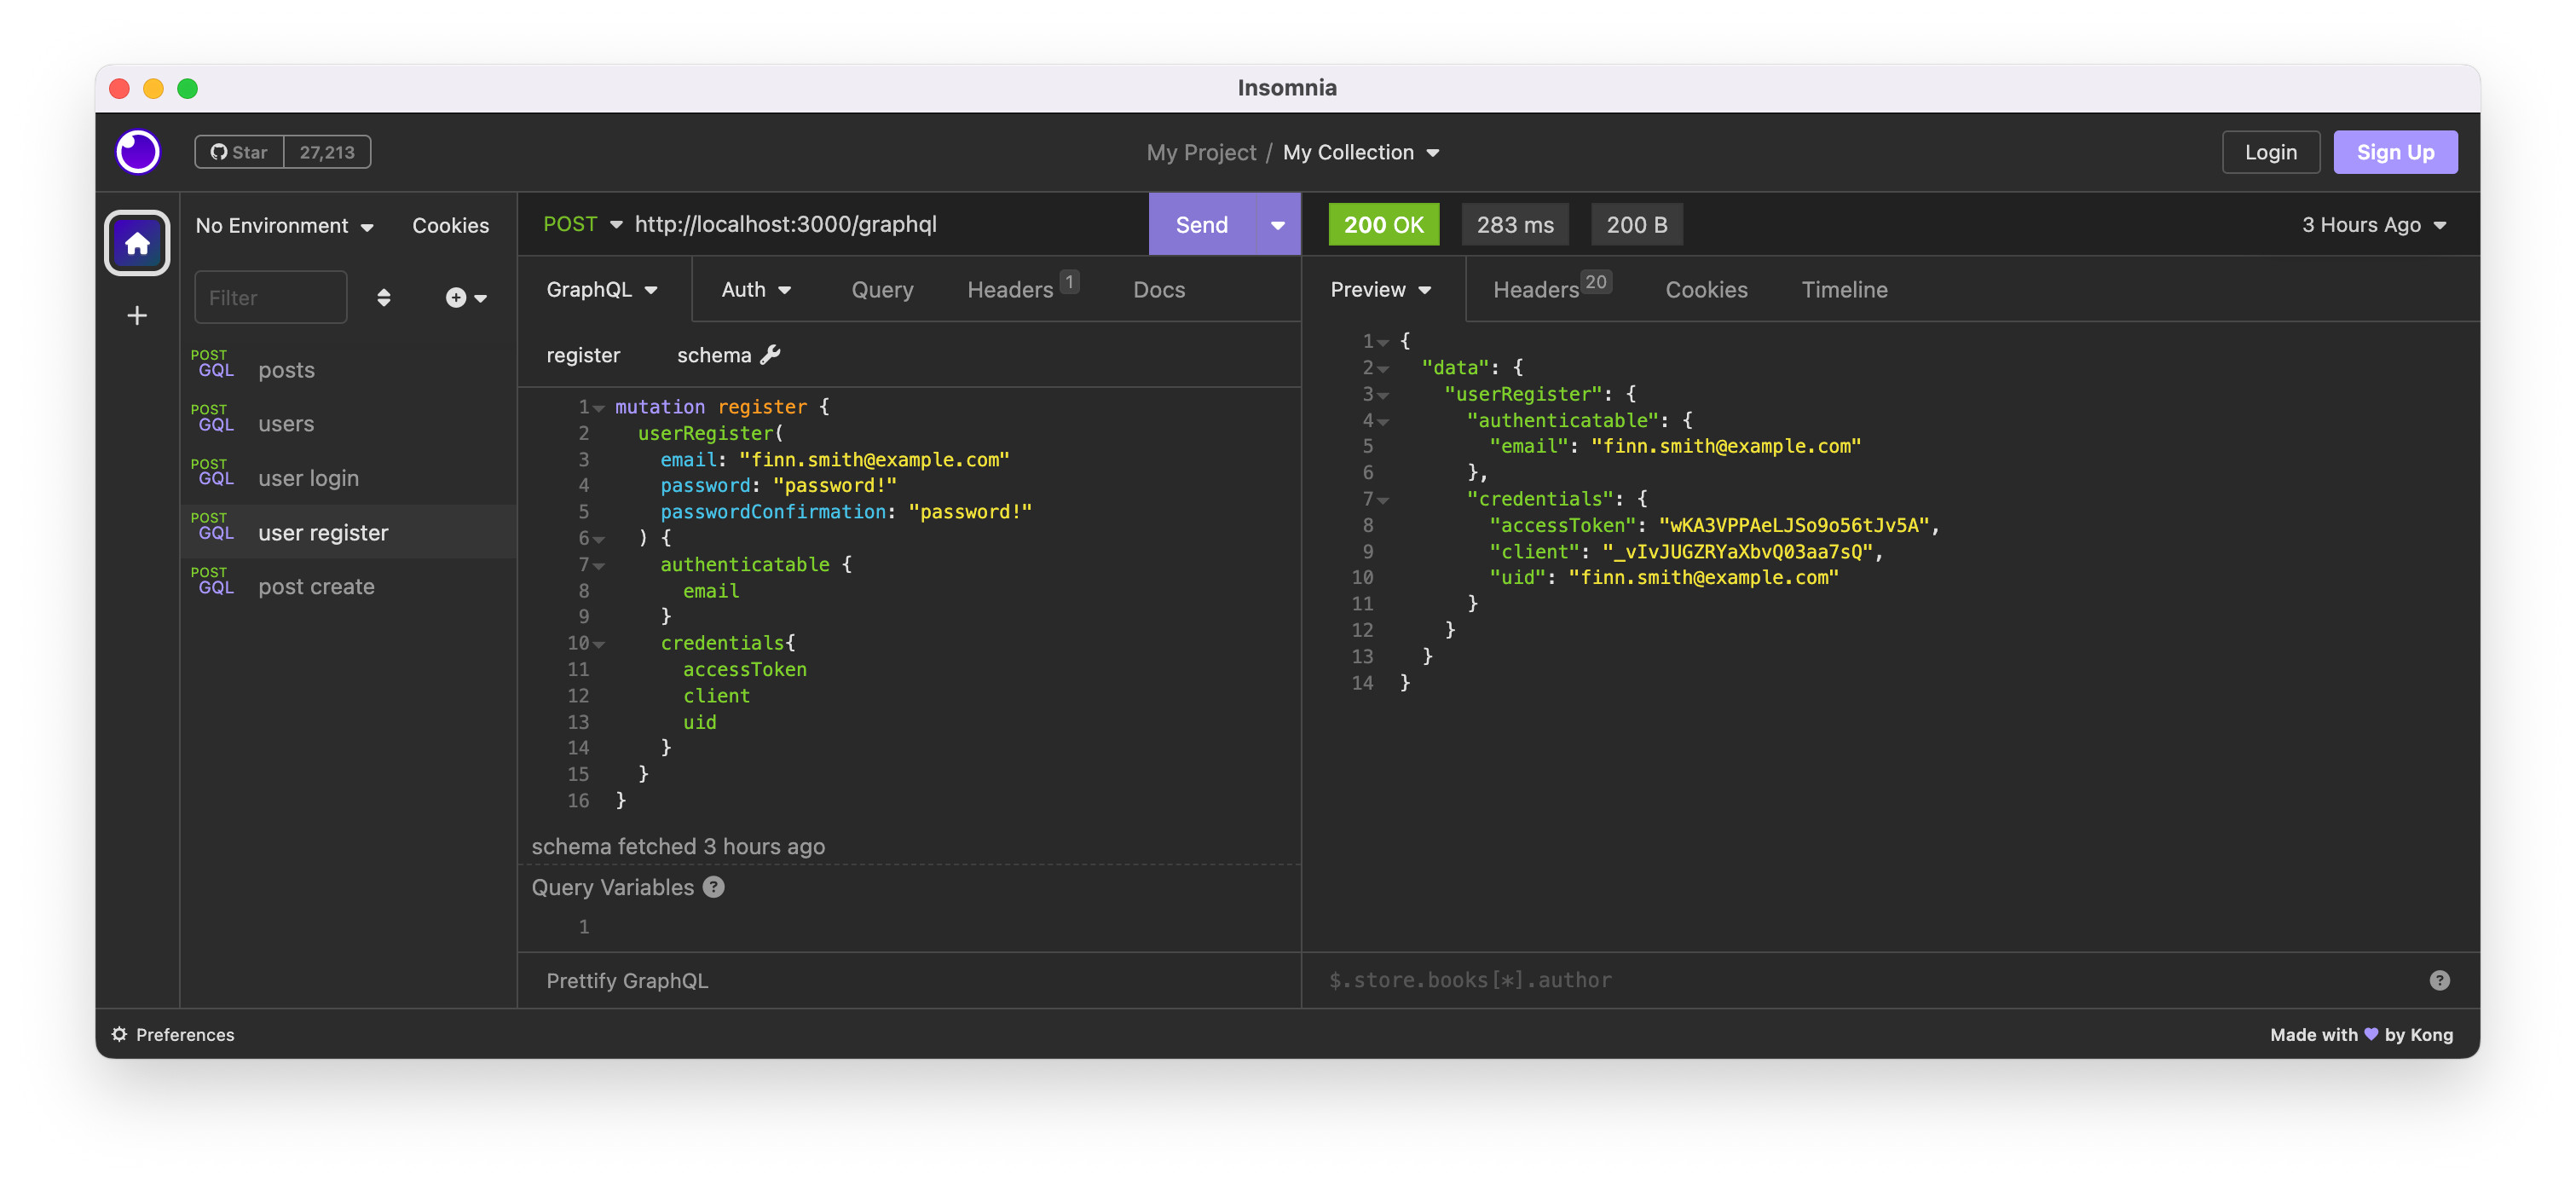 Insomnia
Star 27,213
My Project / My Collection
Login
Sign Up
No Environment
Cookies
Filter
POST GQL posts
POST GQL users
POST GQL user login
POST GQL user register
POST GQL post create
POST http://localhost:3000/graphql
Send
GraphQL
Auth
Query
Headers 1
Docs
register
schema
1 mutation register {
2 userRegister(
3 email: "finn.smith@example.com"
4 password: "password!"
5 passwordConfirmation: "password!"
6 ) {
7 authenticatable {
8 email
9 }
10 credentials{
11 accessToken
12 client
13 uid
14 }
15 }
16 }
schema fetched 3 hours ago
Query Variables ?
1
Prettify GraphQL
200 OK
283 ms
200 B
3 Hours Ago
Preview
Headers 20
Cookies
Timeline
1 {
2 "data": {
3 "userRegister": {
4 "authenticatable": {
5 "email": "finn.smith@example.com"
6 },
7 "credentials": {
8 "accessToken": "wKA3VPPAeLJSo9o56tJv5A",
9 "client": "_vIvJUGZRYaXbvQ03aa7sQ",
10 "uid": "finn.smith@example.com"
11 }
12 }
13 }
14 }
$.store.books[*].author
?
Preferences
Made with 💜 by Kong